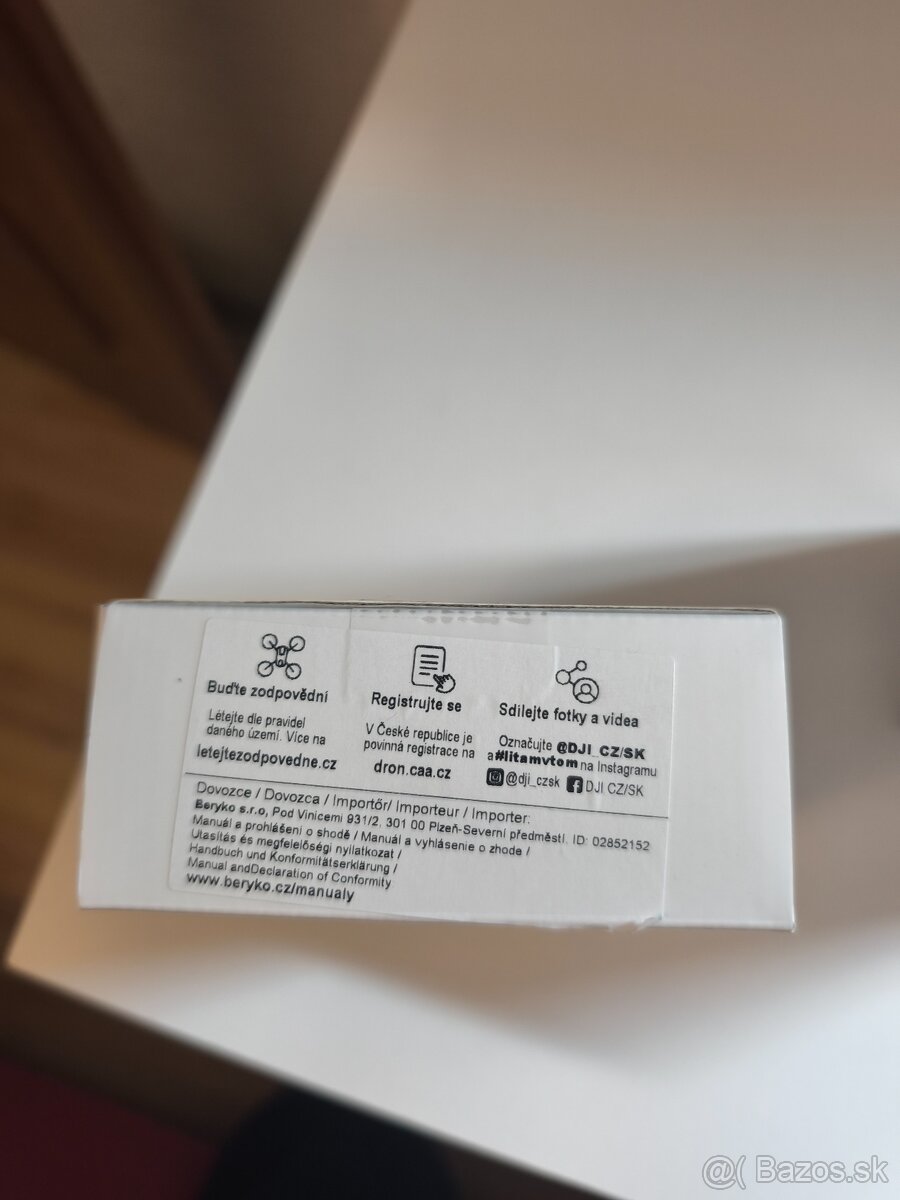 Buďte zodpovědní
Létejte dle pravidel
daného území. Více na
letejtezodpovedne.cz
Registrujte se
V České republice je
povinná registrace na
dron.caa.cz
Sdílejte fotky a videa
Označujte @DJI_CZ/SK
a #litamvtom na Instagramu
@dji_czsk DJI CZ/SK
Dovozce / Dovozca / Importőr/ Importeur / Importer:
Beryko s.r.o, Pod Vinicemi 931/2, 301 00 Plzeň-Severní předměstí. ID: 02852152
Manuál a prohlášení o shodě / Manuál a vyhlásenie o zhode /
Utasítás és megfelelőségi nyilatkozat /
Handbuch und Konformitätserklärung /
Manual andDeclaration of Conformity
www.beryko.cz/manualy
@( Bazos.sk